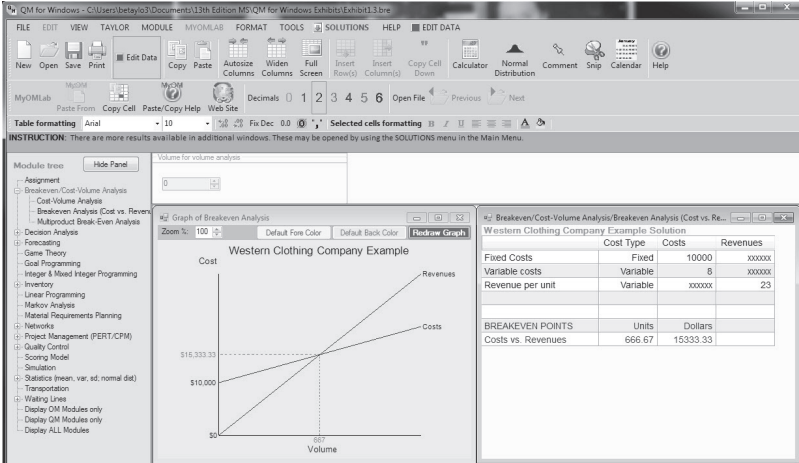 QM for Windows - C:\Users\betaylo3\Documents\13th Edition MS\QM for Windows Exhibits\Exhibit1.3.bre
FILE EDIT VIEW TAYLOR MODULE MYOMLAB FORMAT TOOLS SOLUTIONS HELP EDIT DATA
New Open Save Print Edit Data Copy Paste Autosize Columns Widen Columns Full Screen Insert Row(s) Insert Column(s) Copy Cell Down Calculator Normal Distribution Comment Snip Calendar Help
MyOMLab Paste From Copy Cell Paste/Copy Help Web Site Decimals 0 1 2 3 4 5 6 Open File Previous Next
Table formatting Arial 10 Fix Dec 0.0 Selected cells formatting B I U A
INSTRUCTION: There are more results available in additional windows. These may be opened by using the SOLUTIONS menu in the Main Menu.
Module tree Hide Panel
Assignment
Breakeven/Cost-Volume Analysis
Cost-Volume Analysis
Breakeven Analysis (Cost vs. Revenu
Multiproduct Break-Even Analysis
Decision Analysis
Forecasting
Game Theory
Goal Programming
Integer & Mixed Integer Programming
Inventory
Linear Programming
Markov Analysis
Material Requirements Planning
Networks
Project Management (PERT/CPM)
Quality Control
Scoring Model
Simulation
Statistics (mean, var, sd; normal dist)
Transportation
Waiting Lines
Display OM Modules only
Display QM Modules only
Display ALL Modules
Volume for volume analysis
0
Graph of Breakeven Analysis
Zoom %: 100 Default Fore Color Default Back Color Redraw Graph
Western Clothing Company Example
Cost
Revenues
Costs
$15,333.33
$10,000
$0
667
Volume
Breakeven/Cost-Volume Analysis/Breakeven Analysis (Cost vs. Re...
Western Clothing Company Example Solution
Cost Type Costs Revenues
Fixed Costs Fixed 10000 xxxxxx
Variable costs Variable 8 xxxxxx
Revenue per unit Variable xxxxxx 23
BREAKEVEN POINTS Units Dollars
Costs vs. Revenues 666.67 15333.33